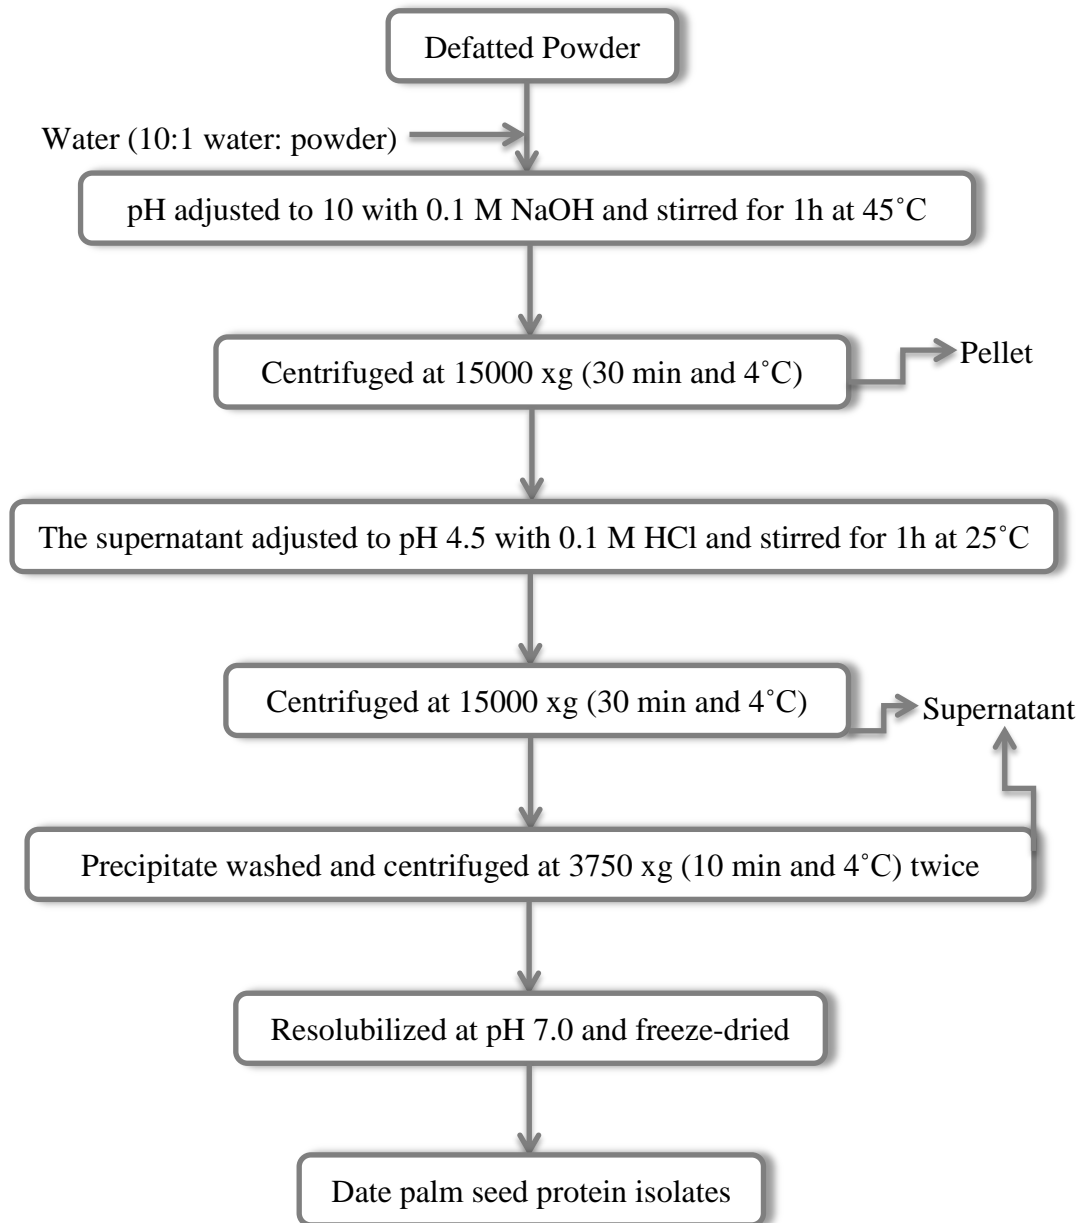 Defatted Powder
Water (10:1 water: powder)
pH adjusted to 10 with 0.1 M NaOH and stirred for 1h at 45˚C
Centrifuged at 15000 xg (30 min and 4˚C)
Pellet
The supernatant adjusted to pH 4.5 with 0.1 M HCl and stirred for 1h at 25˚C
Centrifuged at 15000 xg (30 min and 4˚C)
Supernatant
Precipitate washed and centrifuged at 3750 xg (10 min and 4˚C) twice
Resolubilized at pH 7.0 and freeze-dried
Date palm seed protein isolates